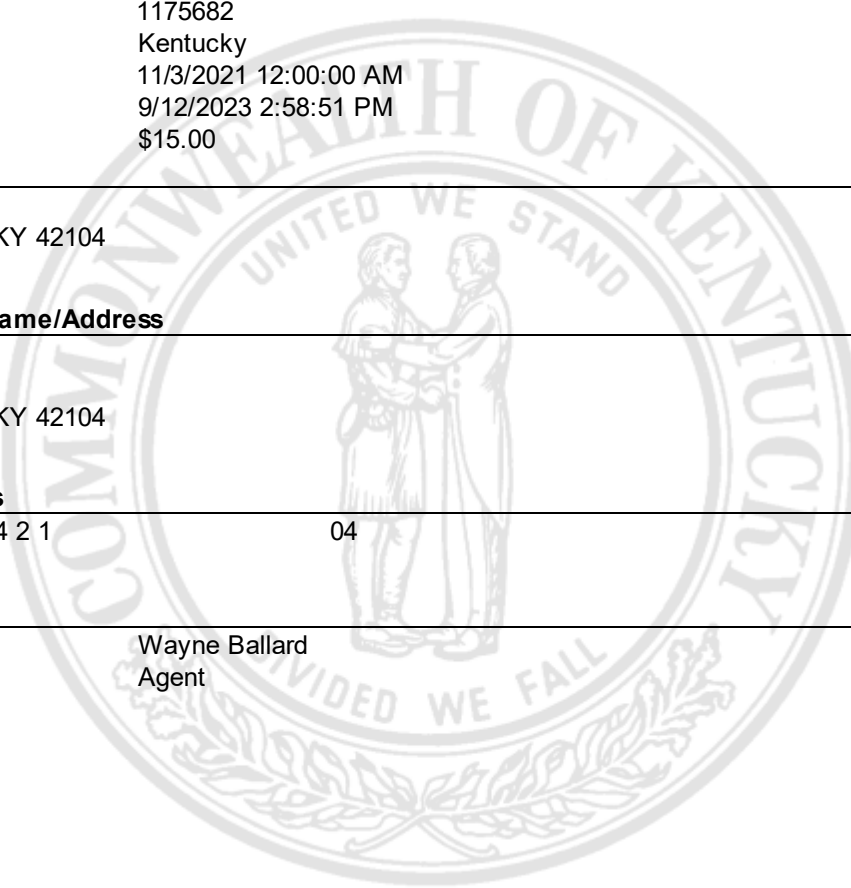 1175682
Kentucky
11/3/2021 12:00:00 AM
9/12/2023 2:58:51 PM
$15.00
KY 42104
ame/Address
KY 42104
s
4 2 1 04
Wayne Ballard
Agent
COMMONWEALTH OF KENTUCKY
UNITED WE STAND
DIVIDED WE FALL